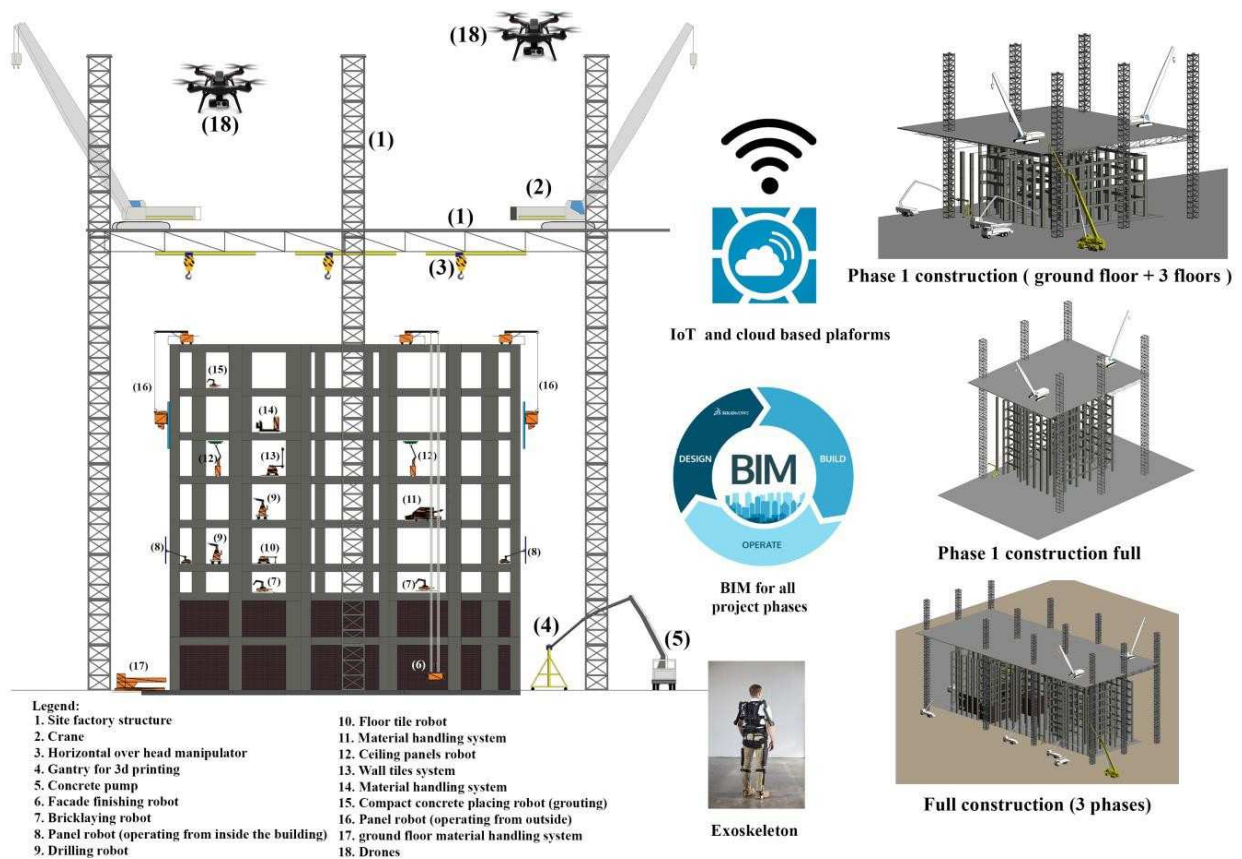 (18)
(18)
(1)
(2)
(1)
(3)
(16)
(15)
(16)
(14)
(12)
(13)
(12)
(9)
(11)
(8)
(9)
(10)
(8)
(7)
(7)
(4)
(5)
(6)
(17)
Legend:
1. Site factory structure
2. Crane
3. Horizontal over head manipulator
4. Gantry for 3d printing
5. Concrete pump
6. Facade finishing robot
7. Bricklaying robot
8. Panel robot (operating from inside the building)
9. Drilling robot
10. Floor tile robot
11. Material handling system
12. Ceiling panels robot
13. Wall tiles system
14. Material handling system
15. Compact concrete placing robot (grouting)
16. Panel robot (operating from outside)
17. ground floor material handling system
18. Drones
IoT and cloud based plaforms
SOLIDWORKS
DESIGN
BIM
BUILD
OPERATE
BIM for all
project phases
Exoskeleton
Phase 1 construction ( ground floor + 3 floors )
Phase 1 construction full
Full construction (3 phases)